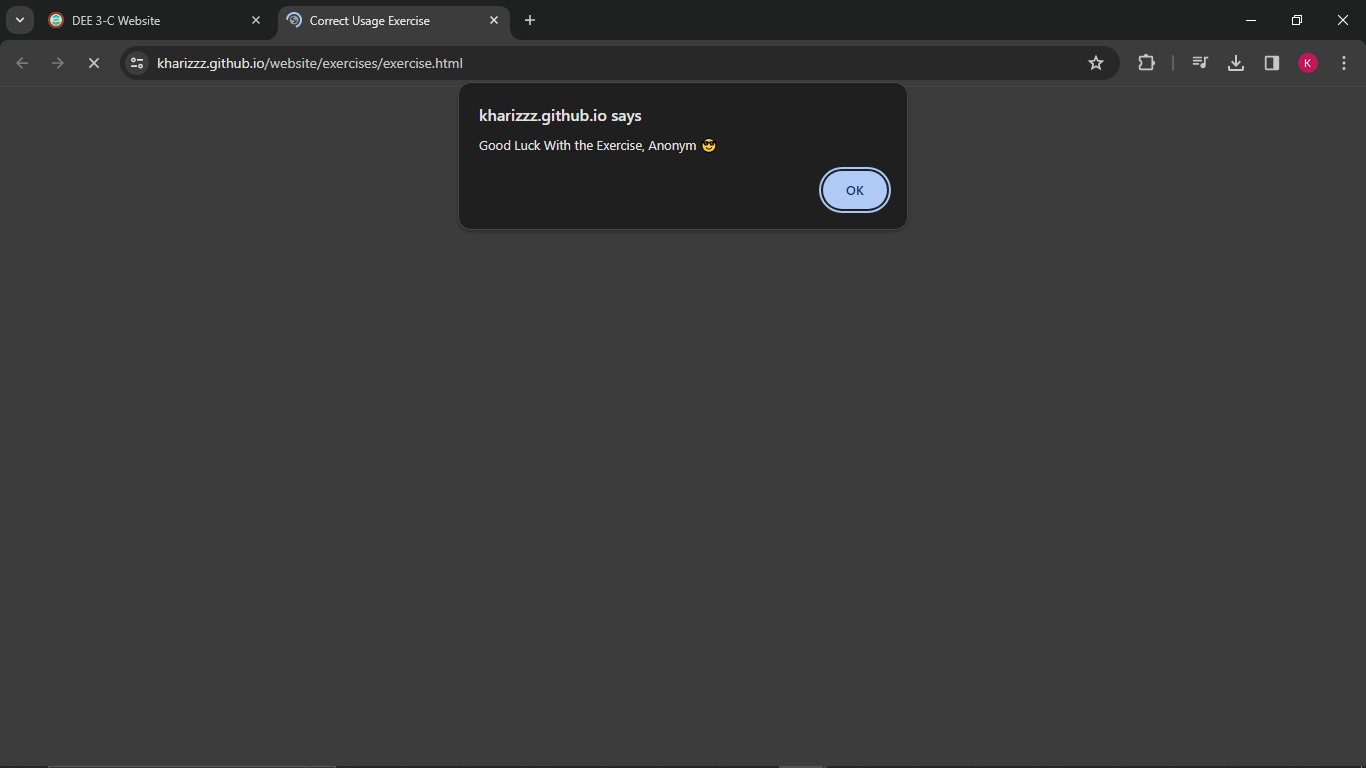 DEE 3-C Website
Correct Usage Exercise
kharizzz.github.io/website/exercises/exercise.html
K
kharizzz.github.io says
Good Luck With the Exercise, Anonym 😎
OK